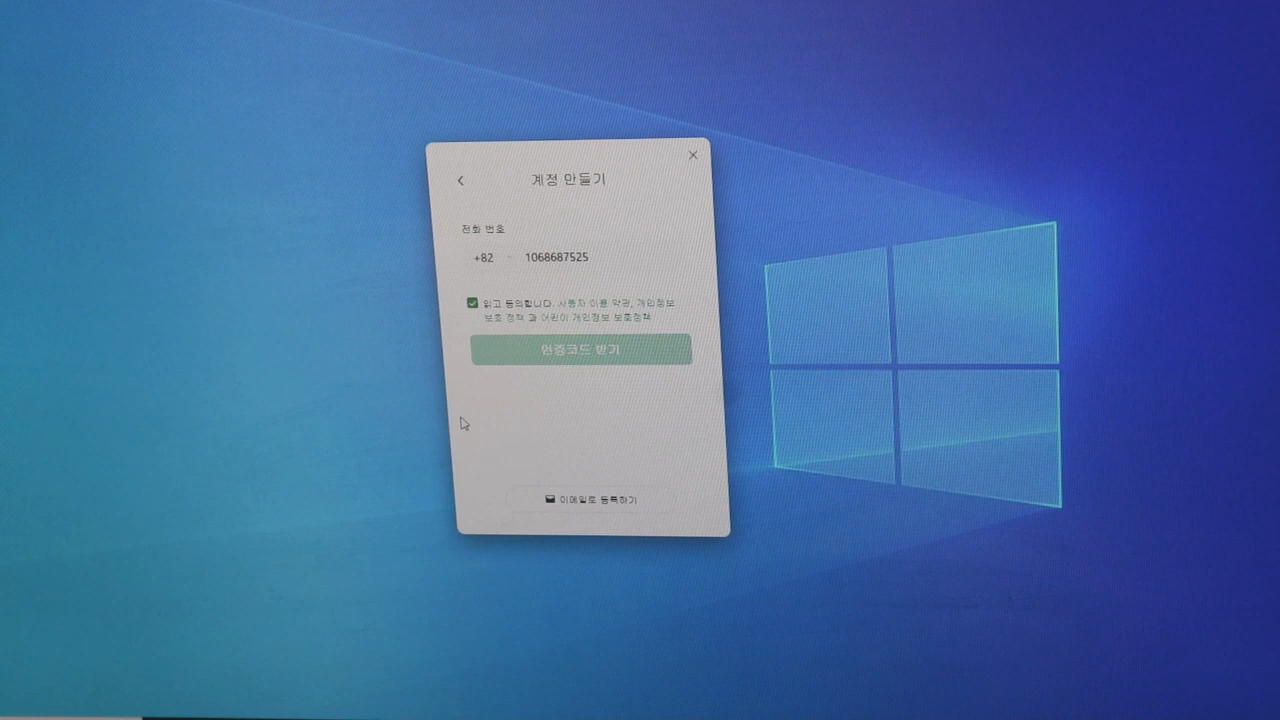 계정 만들기
전화 번호
+82 1068687525
읽고 동의합니다. 사용자 이용 약관, 개인정보
보호 정책 과 어린이 개인정보 보호정책
인증코드 받기
이메일로 등록하기